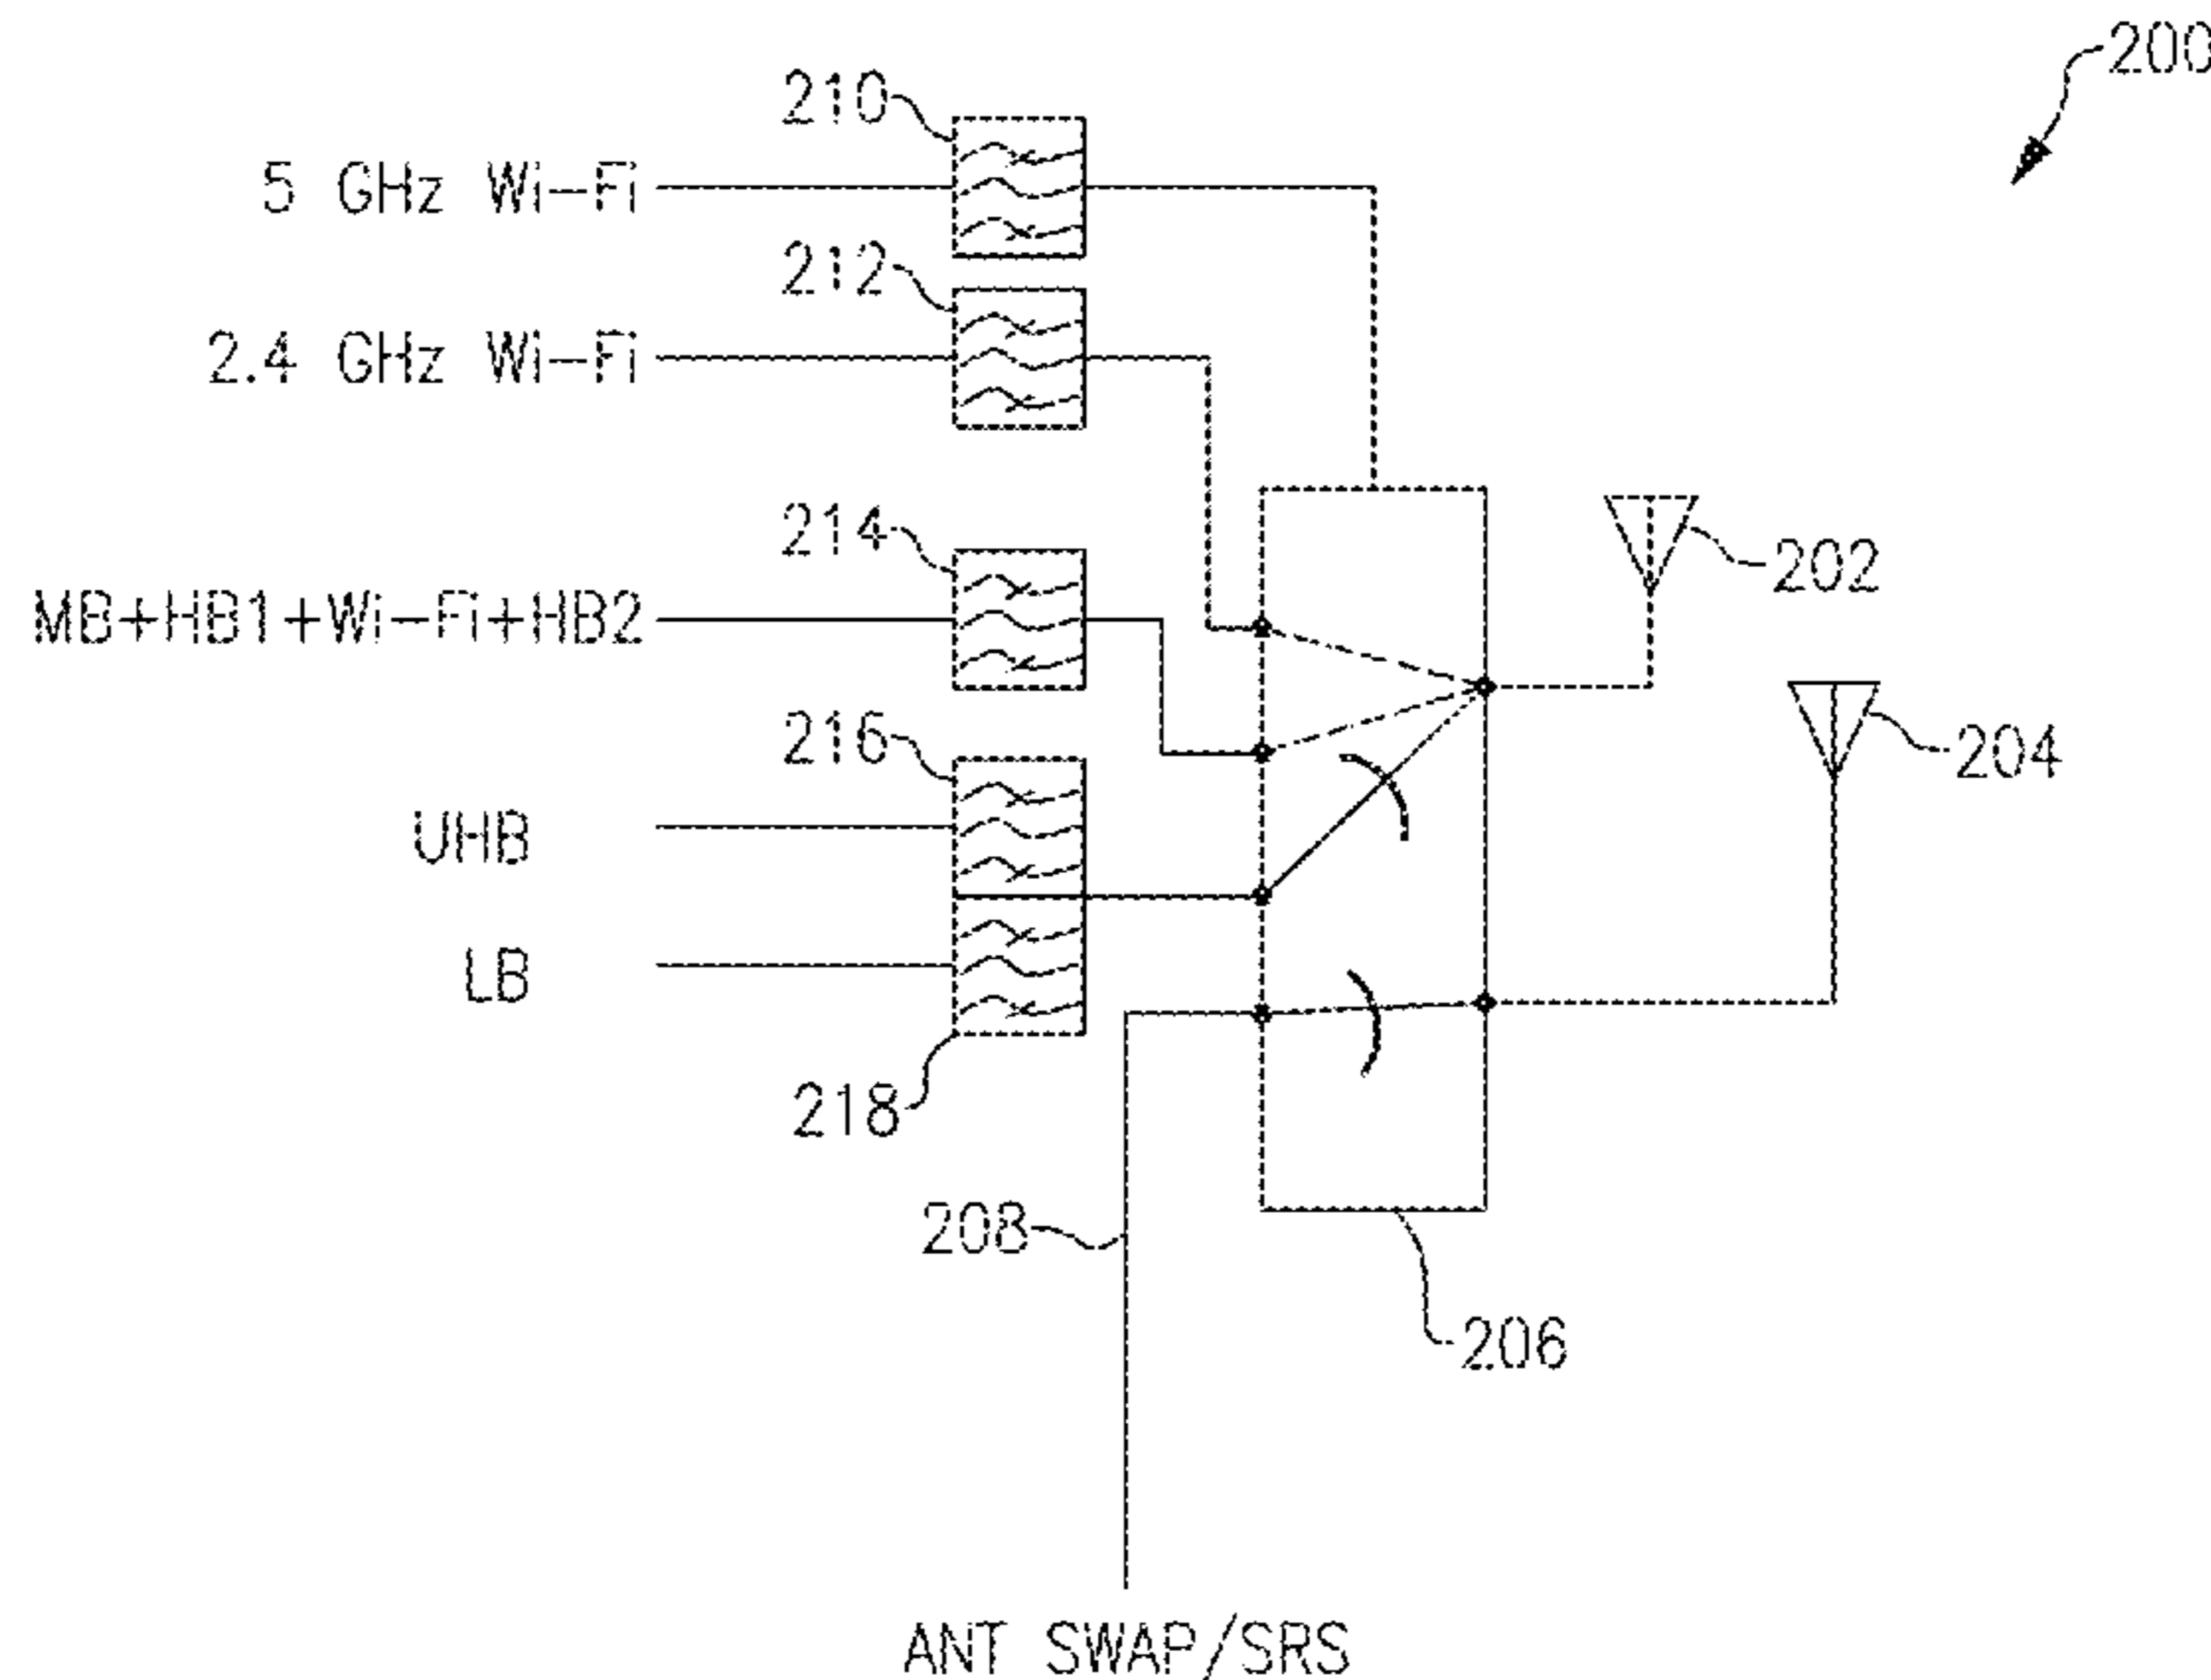 200
210
5 GHz Wi-Fi
212
2.4 GHz Wi-Fi
214
202
MB+HB1+Wi-Fi+HB2
216
204
UHB
LB
218
208
206
ANT SWAP/SRS